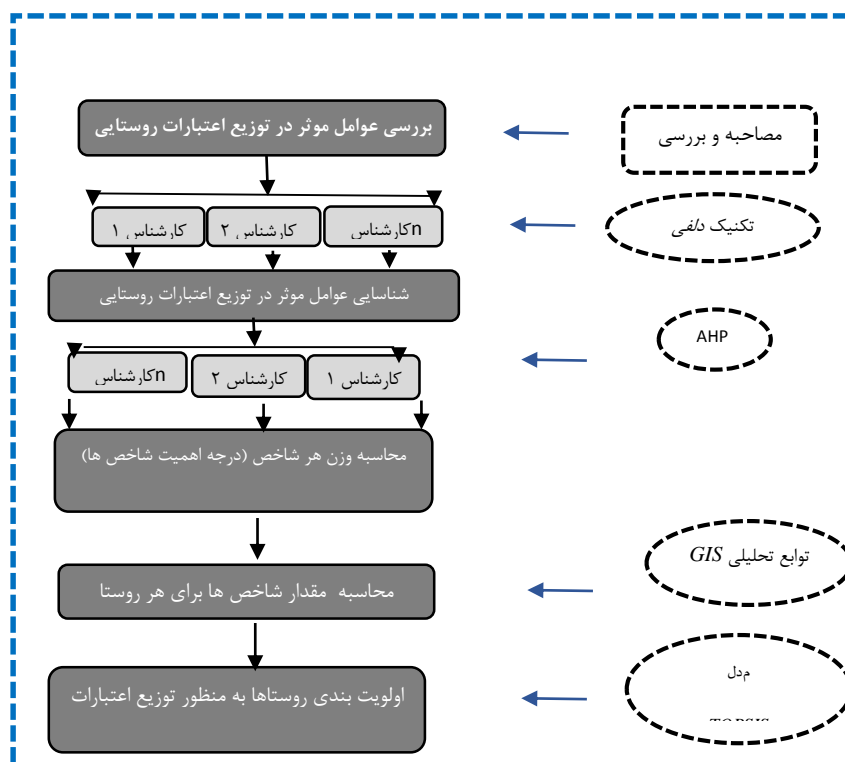 بررسی عوامل موثر در توزیع اعتبارات روستایی
مصاحبه و بررسی
کارشناس n
کارشناس ۲
کارشناس ۱
تکنیک دلفی
شناسایی عوامل موثر در توزیع اعتبارات روستایی
AHP
کارشناس ۱
کارشناس ۲
کارشناس n
محاسبه وزن هر شاخص (درجه اهمیت شاخص ها)
توابع تحلیلی GIS
محاسبه مقدار شاخص ها برای هر روستا
مدل
TOPSIS
اولویت بندی روستاها به منظور توزیع اعتبارات